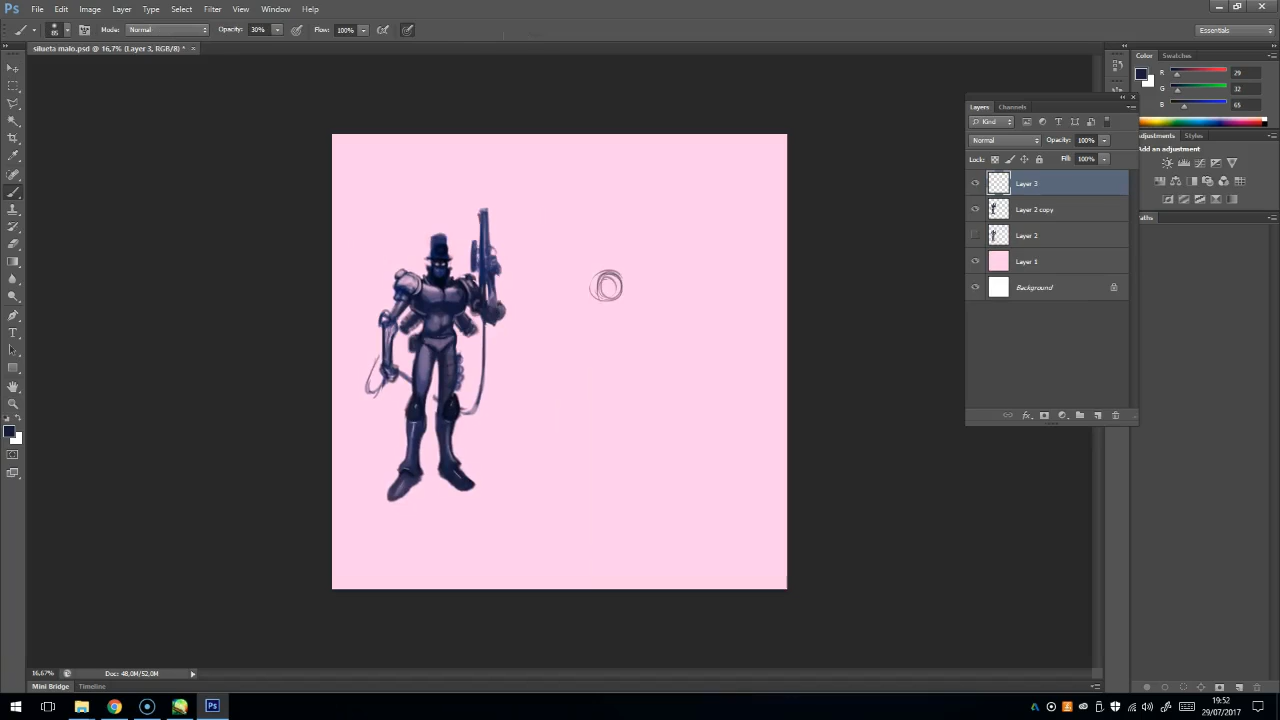 Ps File Edit Image Layer Type Select Filter View Window Help
85 Mode: Normal Opacity: 30% Flow: 100% Essentials
silueta malo.psd @ 16,7% (Layer 3, RGB/8) * ×
Color Swatches
R 29
G 32
B 65
Layers Channels
Kind
Normal Opacity: 100%
Lock: Fill: 100%
Layer 3
Layer 2 copy
Layer 2
Layer 1
Background
Adjustments Styles
Add an adjustment
Paths
16,67% Doc: 48,0M/52,0M
Mini Bridge Timeline
Ps
19:52
29/07/2017